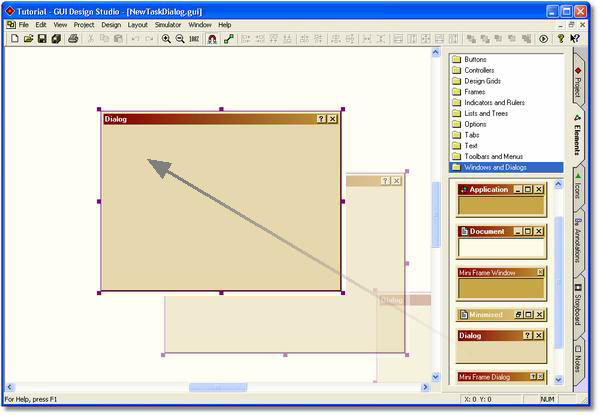 Tutorial - GUI Design Studio - [NewTaskDialog.gui]
File Edit View Project Design Layout Simulator Window Help
100%
Buttons
Controllers
Design Grids
Frames
Indicators and Rulers
Lists and Trees
Options
Tabs
Text
Toolbars and Menus
Windows and Dialogs
Dialog
Dialog
Application
Document
Mini Frame Window
Minimised
Dialog
Mini Frame Dialog
Project
Elements
Icons
Annotations
Storyboard
Notes
For Help, press F1
X: 0 Y: 0
NUM